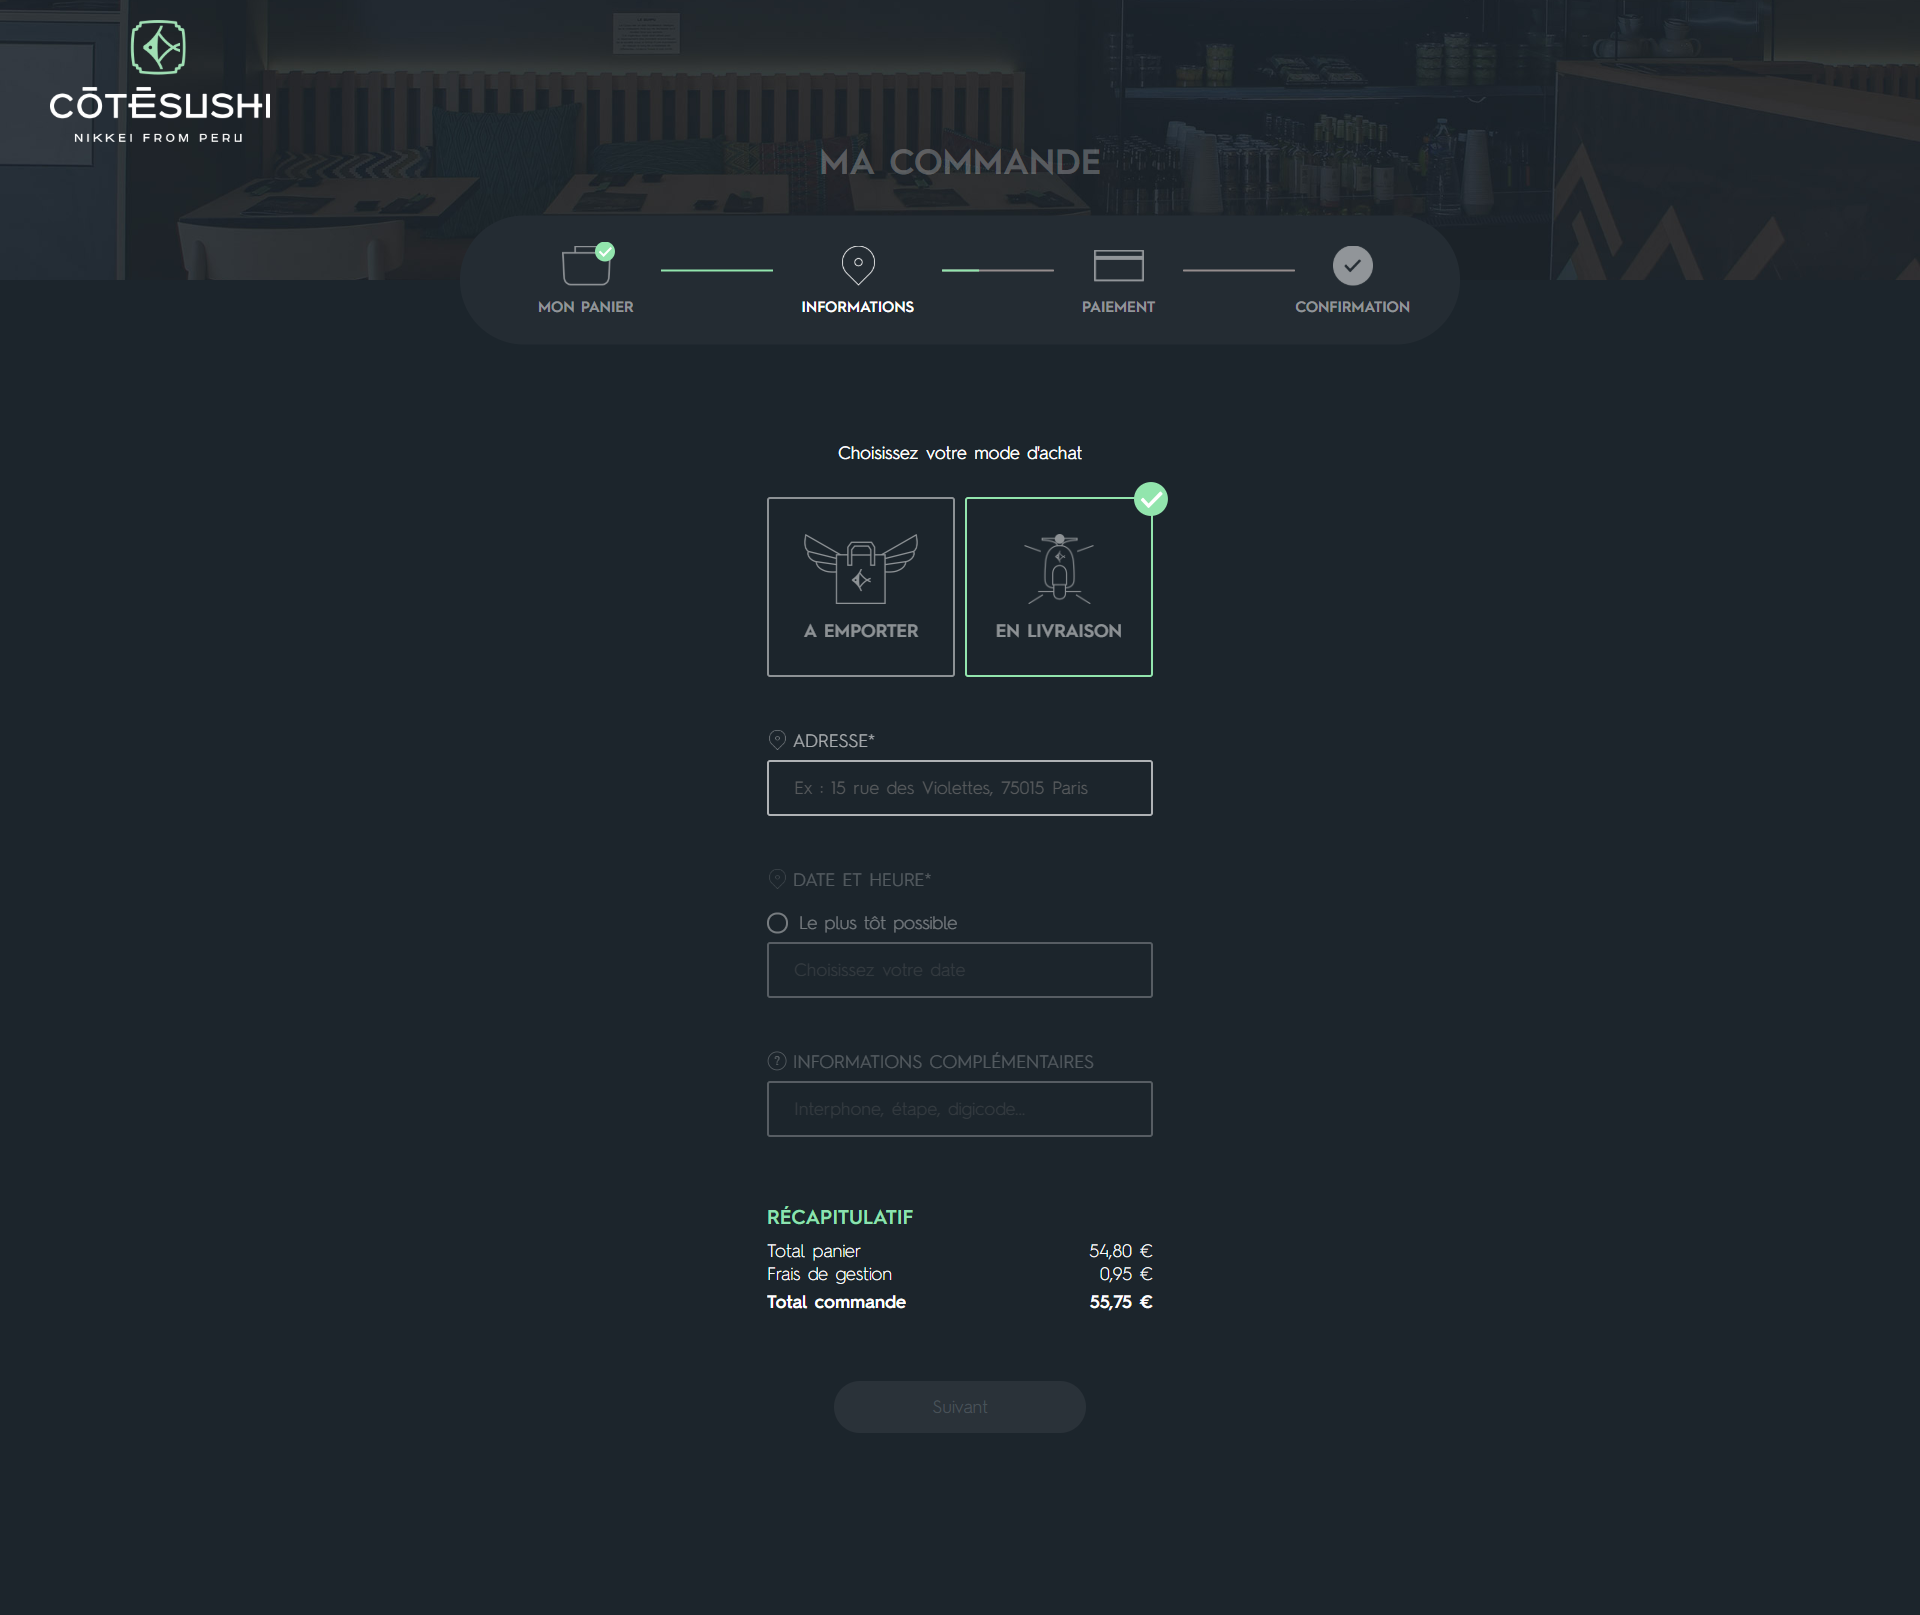 CŌTĒSUSHI
NIKKEI FROM PERU
MA COMMANDE
MON PANIER
INFORMATIONS
PAIEMENT
CONFIRMATION
Choisissez votre mode d'achat
A EMPORTER
EN LIVRAISON
ADRESSE*
Ex : 15 rue des Violettes, 75015 Paris
DATE ET HEURE*
Le plus tôt possible
Choisissez votre date
INFORMATIONS COMPLÉMENTAIRES
Interphone, étape, digicode...
RÉCAPITULATIF
Total panier 54,80 €
Frais de gestion 0,95 €
Total commande 55,75 €
Suivant